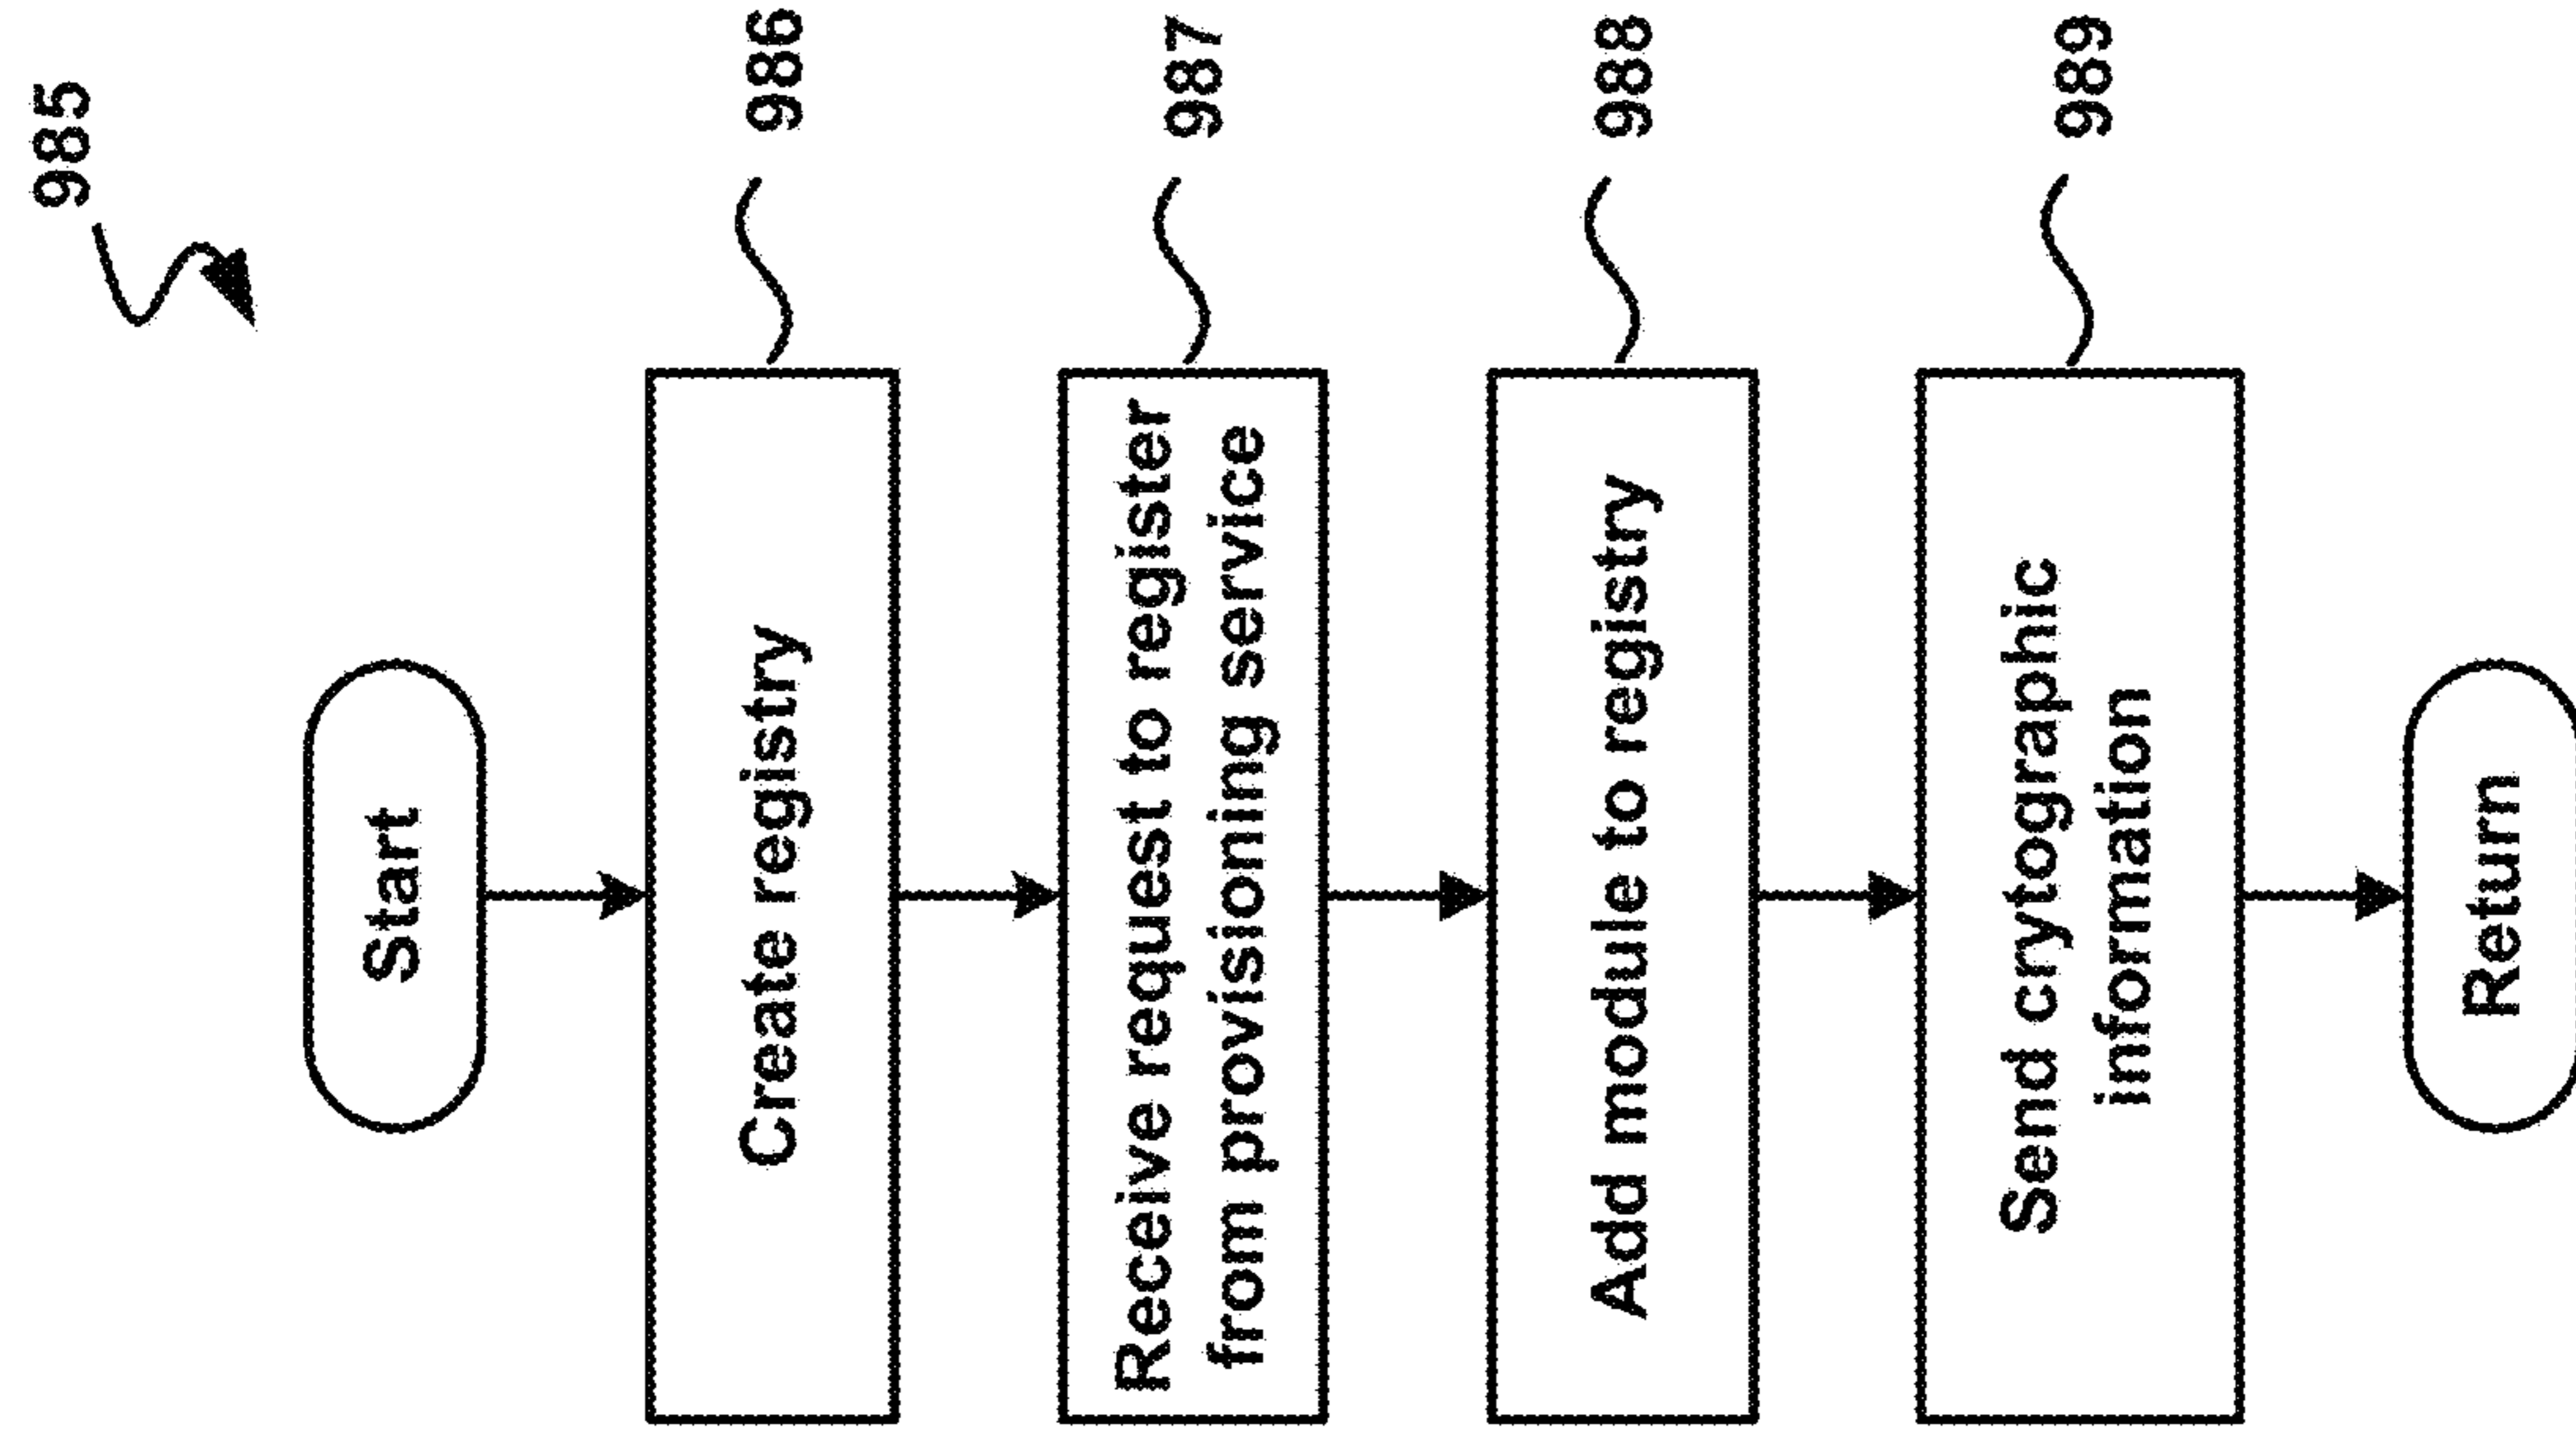 985
Start
Create registry
986
Receive request to register
from provisioning service
987
Add module to registry
988
Send crytographic
information
989
Return